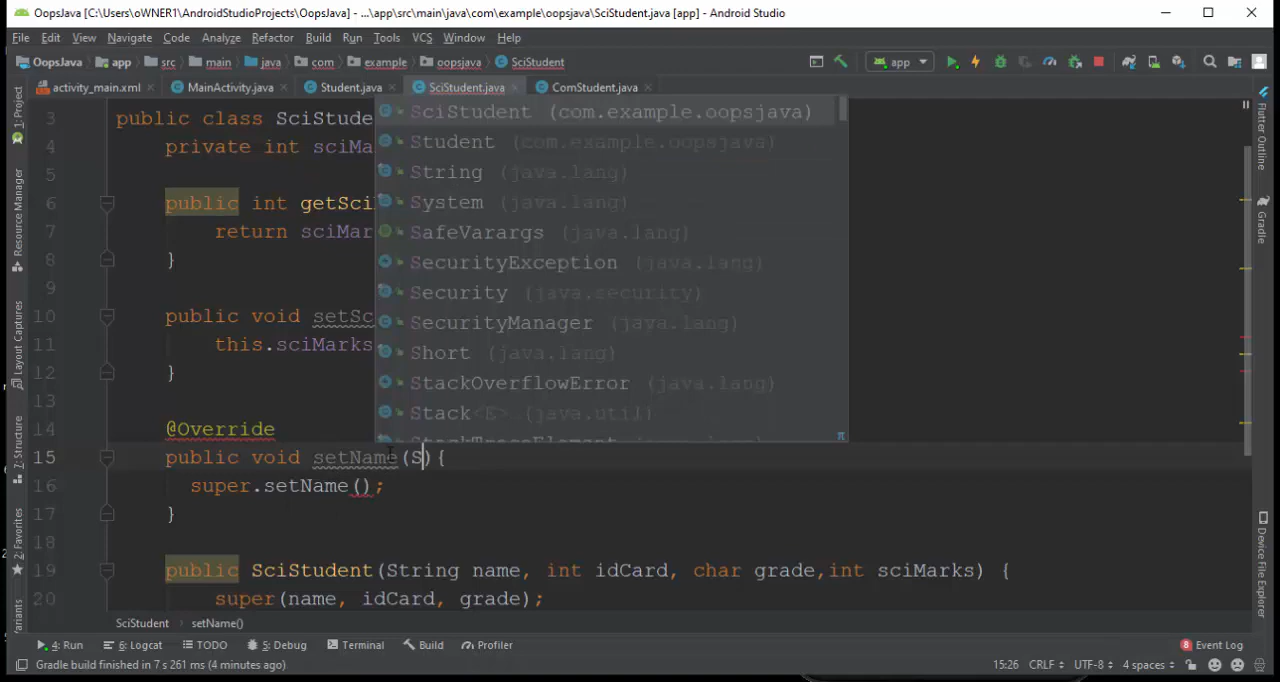 OopsJava [C:\Users\oWNER1\AndroidStudioProjects\OopsJava] - ...\app\src\main\java\com\example\oopsjava\SciStudent.java [app] - Android Studio
File Edit View Navigate Code Analyze Refactor Build Run Tools VCS Window Help
OopsJava app src main java com example oopsjava SciStudent app
activity_main.xml MainActivity.java Student.java SciStudent.java ComStudent.java
1: Project
Resource Manager
Layout Captures
7: Structure
2: Favorites
Flutter Outline
Gradle
Device File Explorer
3 public class SciStude
4 private int sciMa
5
6 public int getSci
7 return sciMar
8 }
9
10 public void setSc
11 this.sciMarks
12 }
13
14 @Override
15 public void setName(S){
16 super.setName();
17 }
18
19 public SciStudent(String name, int idCard, char grade,int sciMarks) {
20 super(name, idCard, grade);
SciStudent (com.example.oopsjava)
Student (com.example.oopsjava)
String (java.lang)
System (java.lang)
SafeVarargs (java.lang)
SecurityException (java.lang)
Security (java.security)
SecurityManager (java.lang)
Short (java.lang)
StackOverflowError (java.lang)
Stack<E> (java.util)
π
SciStudent setName()
4: Run 6: Logcat TODO 5: Debug Terminal Build Profiler 8 Event Log
Gradle build finished in 7 s 261 ms (4 minutes ago) 15:26 CRLF UTF-8 4 spaces